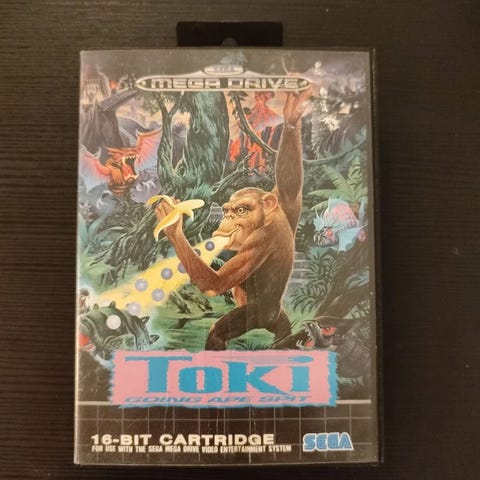 SEGA
MEGA DRIVE
TOKI
GOING APE SPIT
16-BIT CARTRIDGE
FOR USE WITH THE SEGA MEGA DRIVE VIDEO ENTERTAINMENT SYSTEM
SEGA